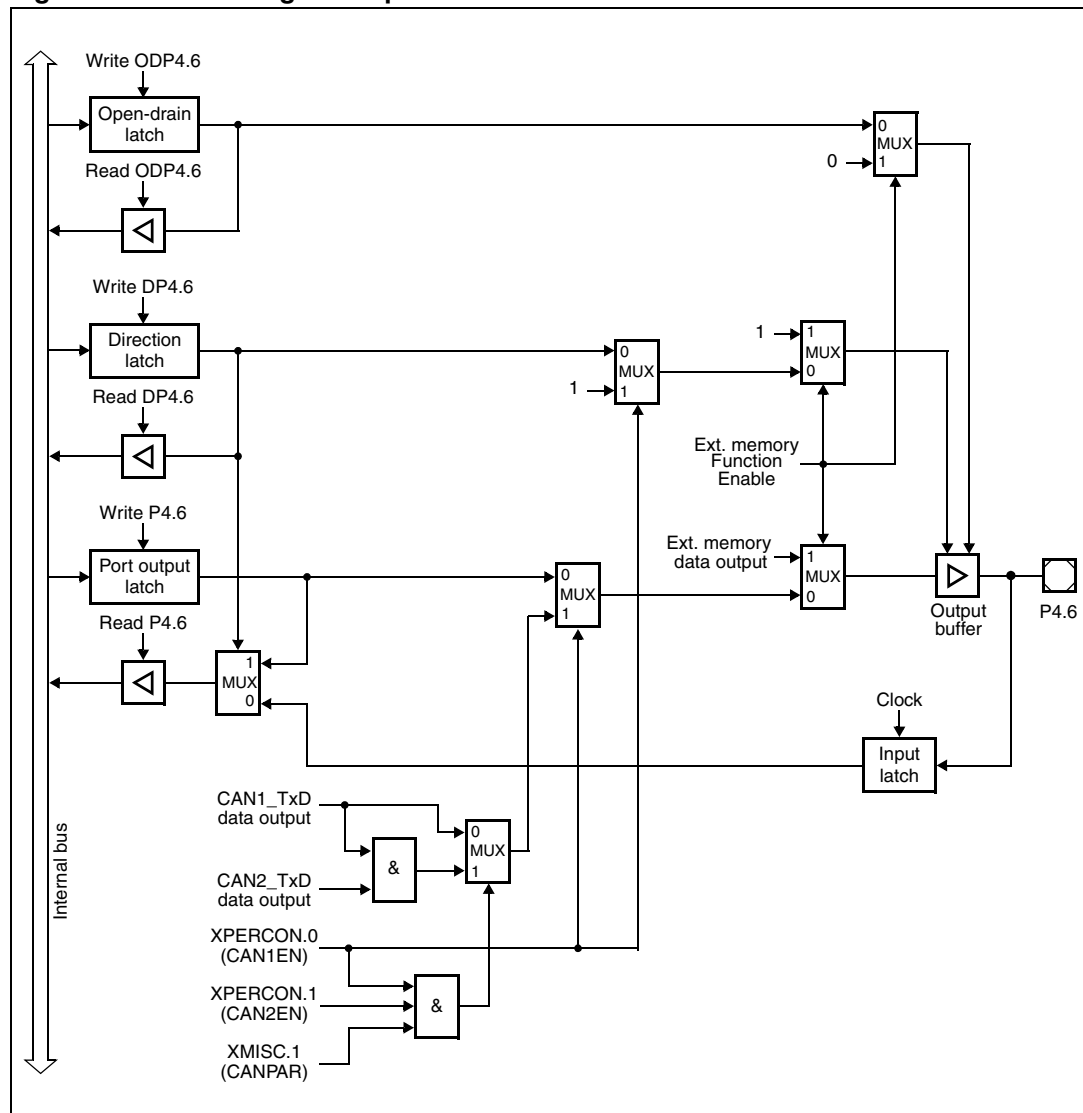 Write ODP4.6
Open-drain
latch
0
MUX
1
0
Read ODP4.6
Write DP4.6
Direction
latch
0
MUX
1
1
1
1
MUX
0
Read DP4.6
Ext. memory
Function
Enable
Write P4.6
Port output
latch
0
MUX
1
Ext. memory
data output
1
MUX
0
Output
buffer
P4.6
Read P4.6
1
MUX
0
Clock
Input
latch
CAN1_TxD
data output
0
MUX
1
&
CAN2_TxD
data output
Internal bus
XPERCON.0
(CAN1EN)
XPERCON.1
(CAN2EN)
&
XMISC.1
(CANPAR)